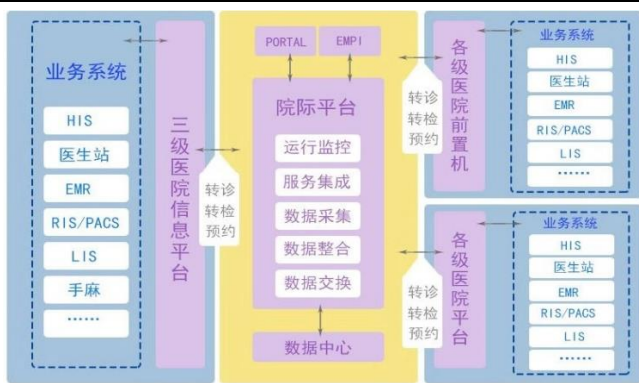 业务系统
HIS
医生站
EMR
RIS/PACS
LIS
手麻
······
三级医院信息平台
转诊
转检
预约
PORTAL
EMPI
院际平台
运行监控
服务集成
数据采集
数据整合
数据交换
数据中心
转诊
转检
预约
各级医院前置机
业务系统
HIS
医生站
EMR
RIS/PACS
LIS
······
转诊
转检
预约
各级医院平台
业务系统
HIS
医生站
EMR
RIS/PACS
LIS
······